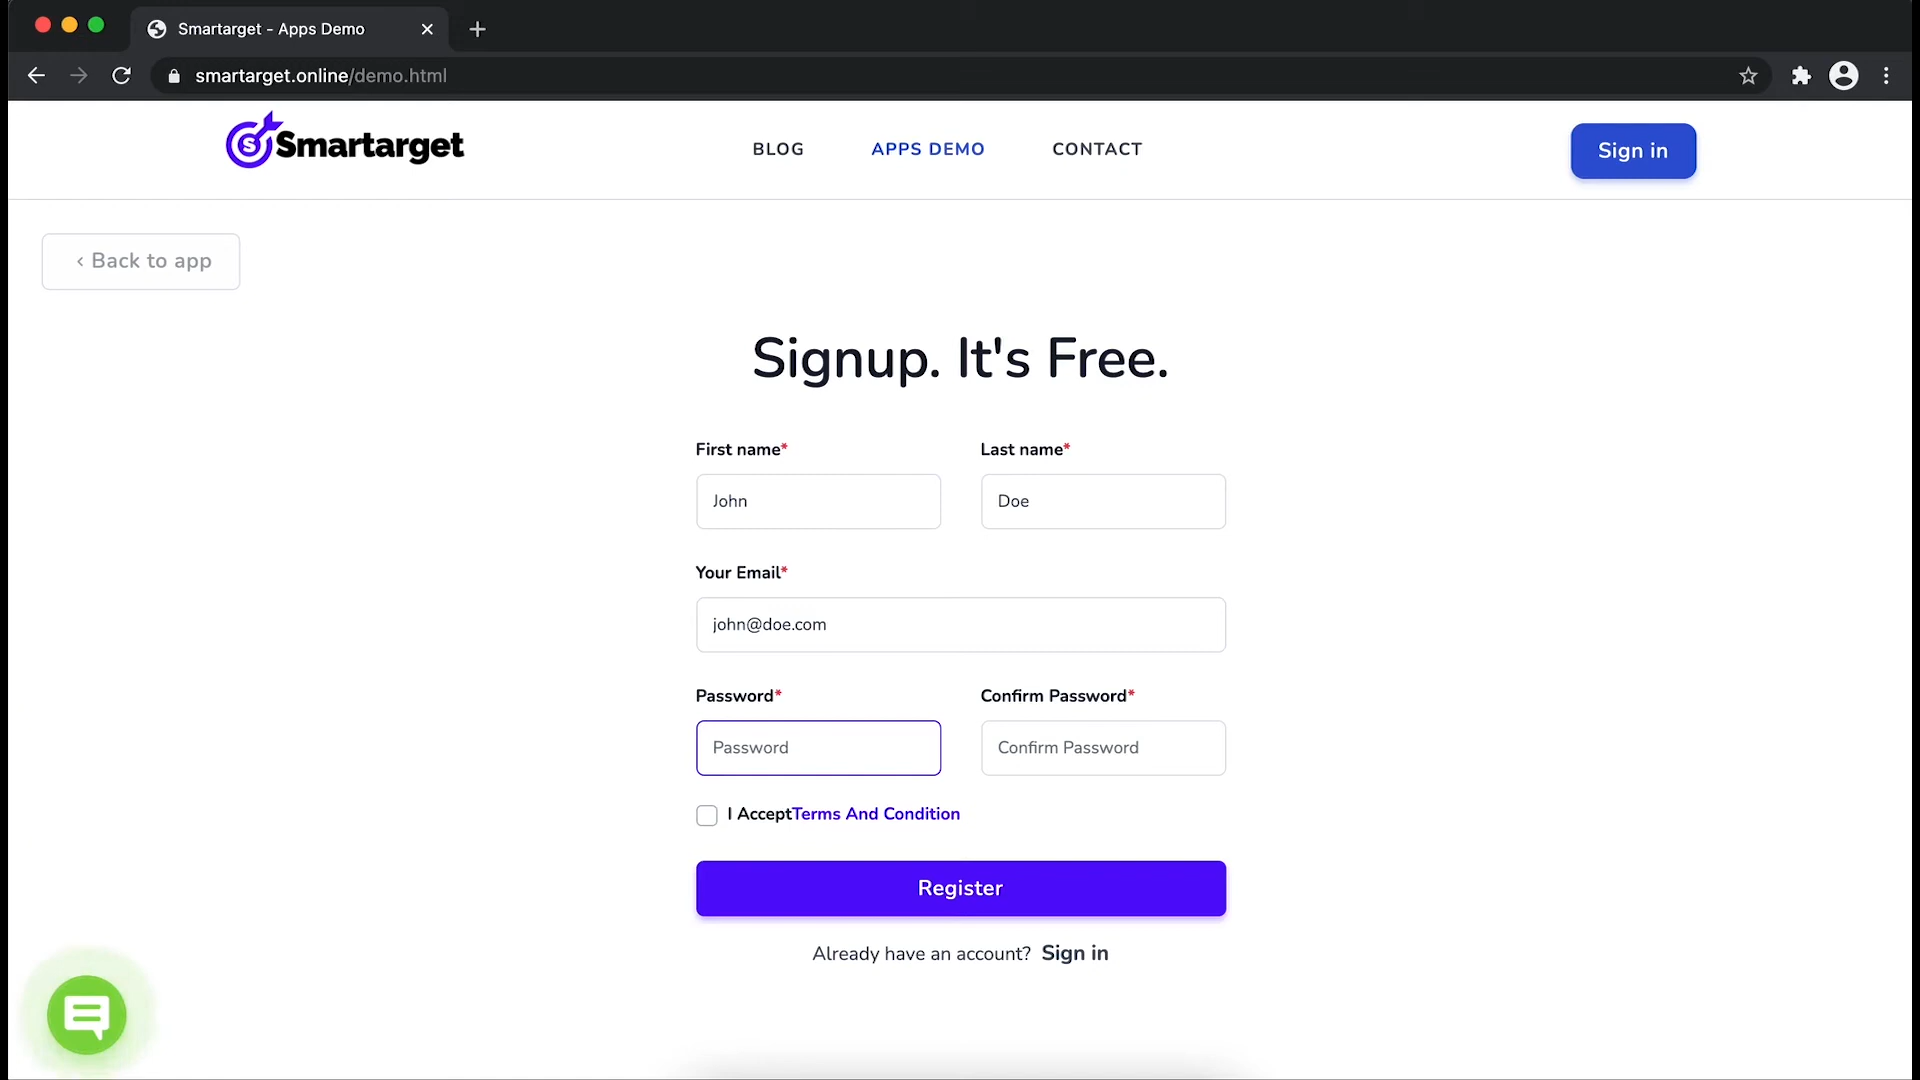 Smartarget - Apps Demo
smartarget.online/demo.html
Smartarget
BLOG
APPS DEMO
CONTACT
Sign in
‹ Back to app
Signup. It's Free.
First name*
Last name*
John
Doe
Your Email*
john@doe.com
Password*
Confirm Password*
Password
Confirm Password
I AcceptTerms And Condition
Register
Already have an account? Sign in